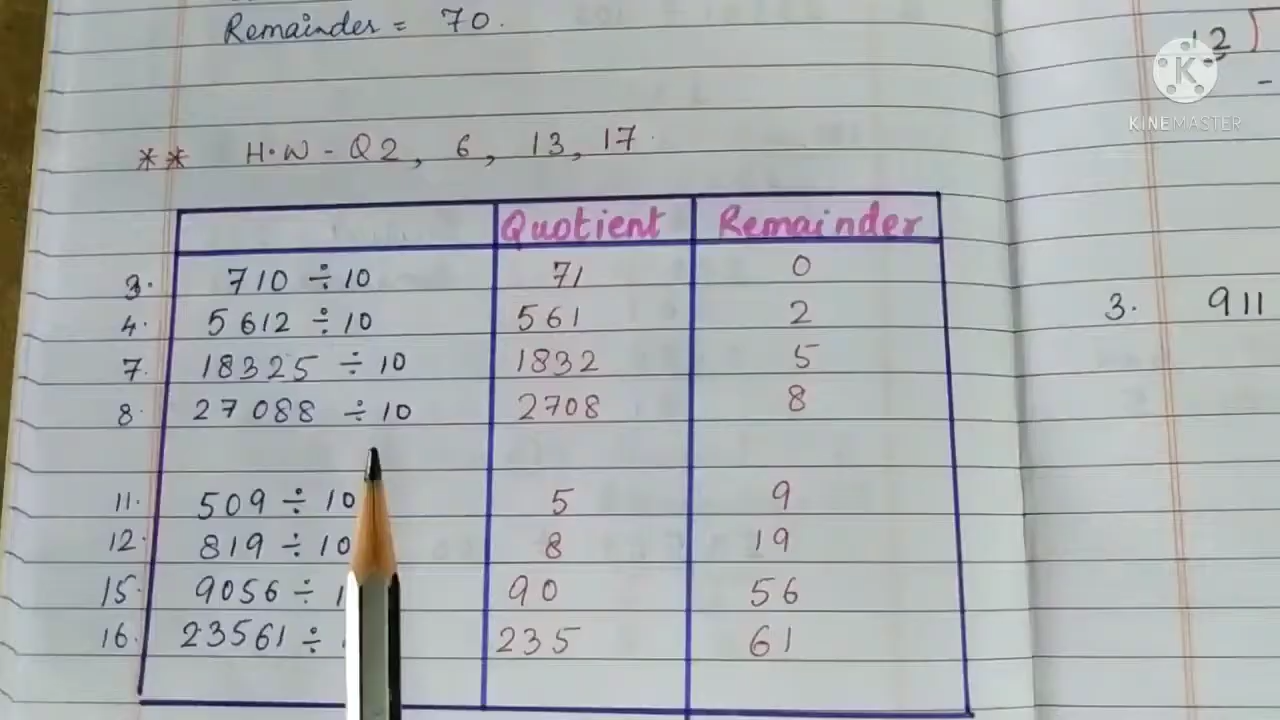 Remainder = 70.
12
KINEMASTER
** H.W - Q2, 6, 13, 17.
Quotient Remainder
3. 710 ÷ 10 71 0
4. 5612 ÷ 10 561 2
7. 18325 ÷ 10 1832 5
8. 27088 ÷ 10 2708 8
11. 509 ÷ 10 5 9
12. 819 ÷ 10 8 19
15. 9056 ÷ 1 90 56
16. 23561 ÷ 235 61
3. 911